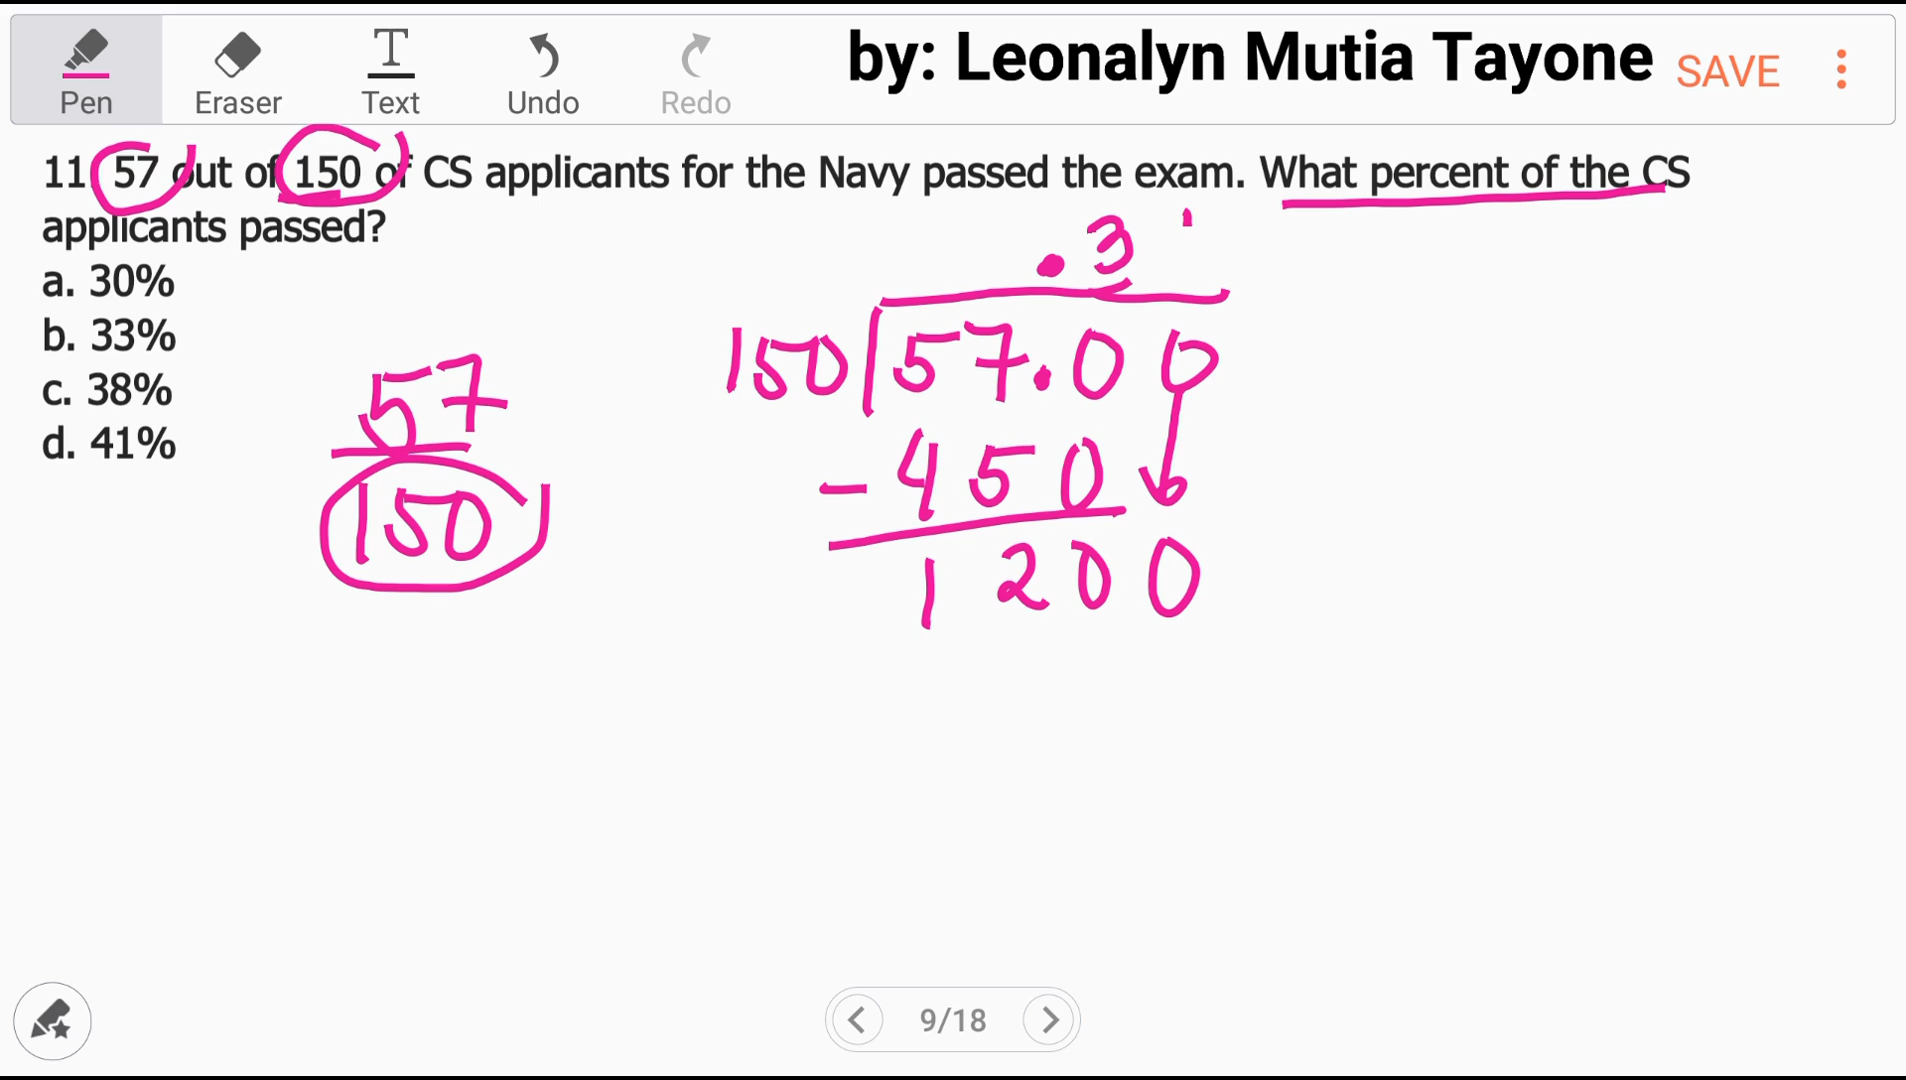 by: Leonalyn Mutia Tayone
Pen Eraser Text Undo Redo SAVE
11. 57 out of 150 of CS applicants for the Navy passed the exam. What percent of the CS
applicants passed?
a. 30%
b. 33%
c. 38%
d. 41%
57
150
.3
150 57.00
- 450
1200
9/18